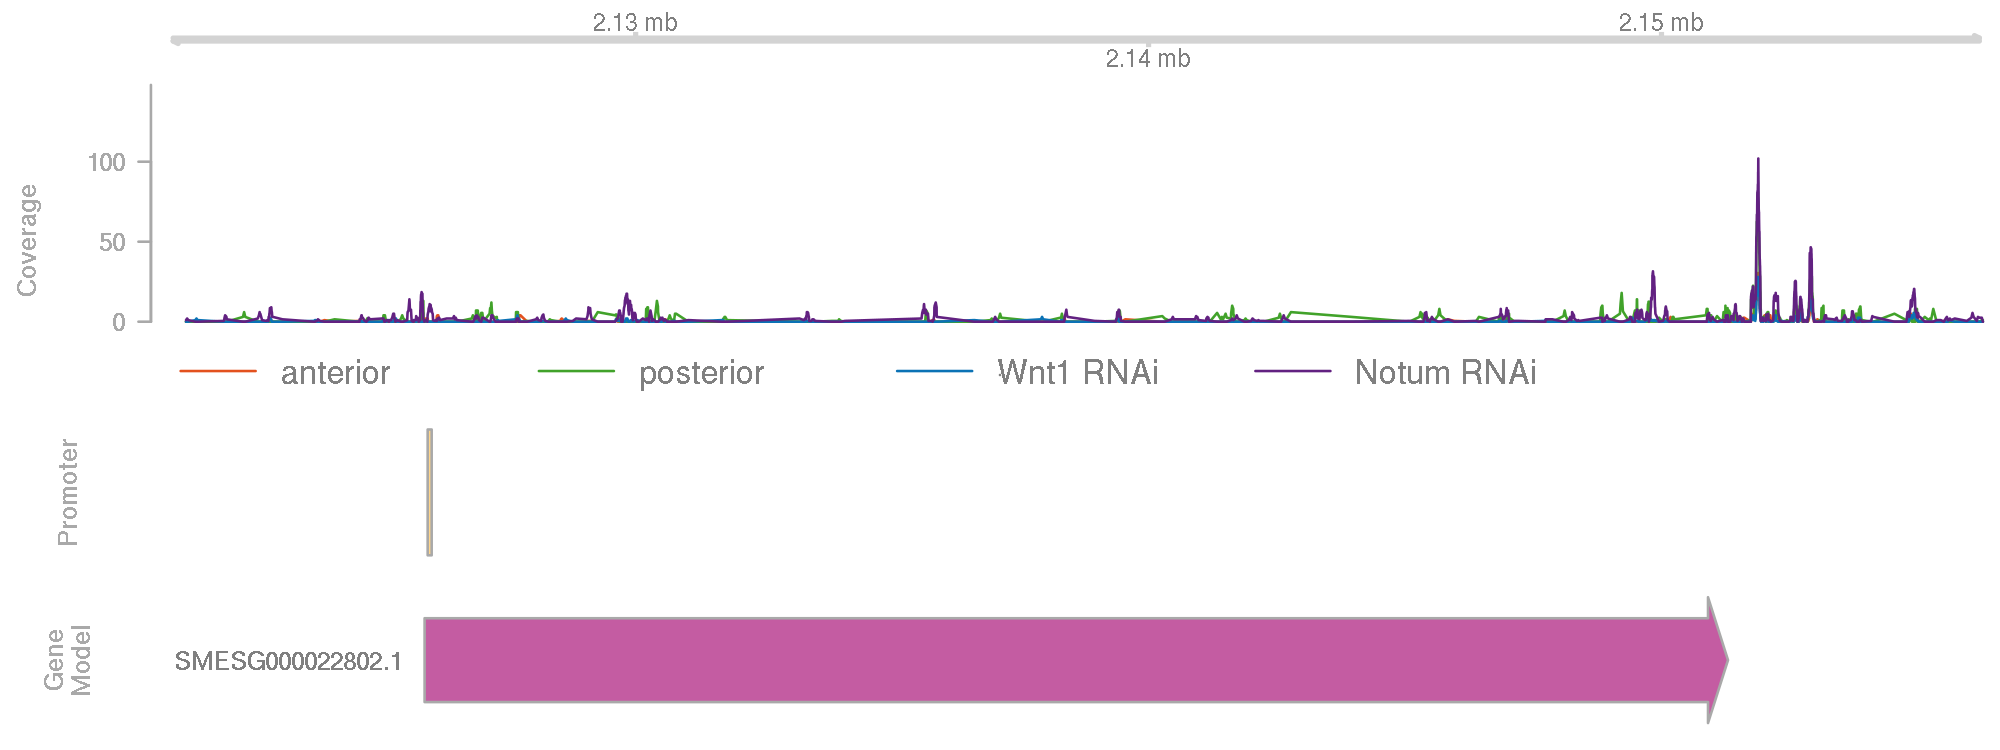 2.13 mb
2.15 mb
2.14 mb
Coverage
100
50
0
anterior posterior Wnt1 RNAi Notum RNAi
Promoter
Gene
Model
SMESG000022802.1